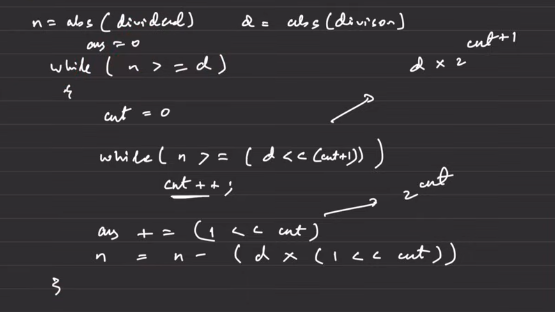 n = abs(dividend)    d = abs(divisor)
ans = 0
while ( n > = d )
{
cnt = 0
while ( n >= ( d << (cnt+1) ) )
d × 2^cnt+1
cnt ++ ;
ans + = (1 << cnt)
2^cnt
n = n - ( d × (1 << cnt) )
}